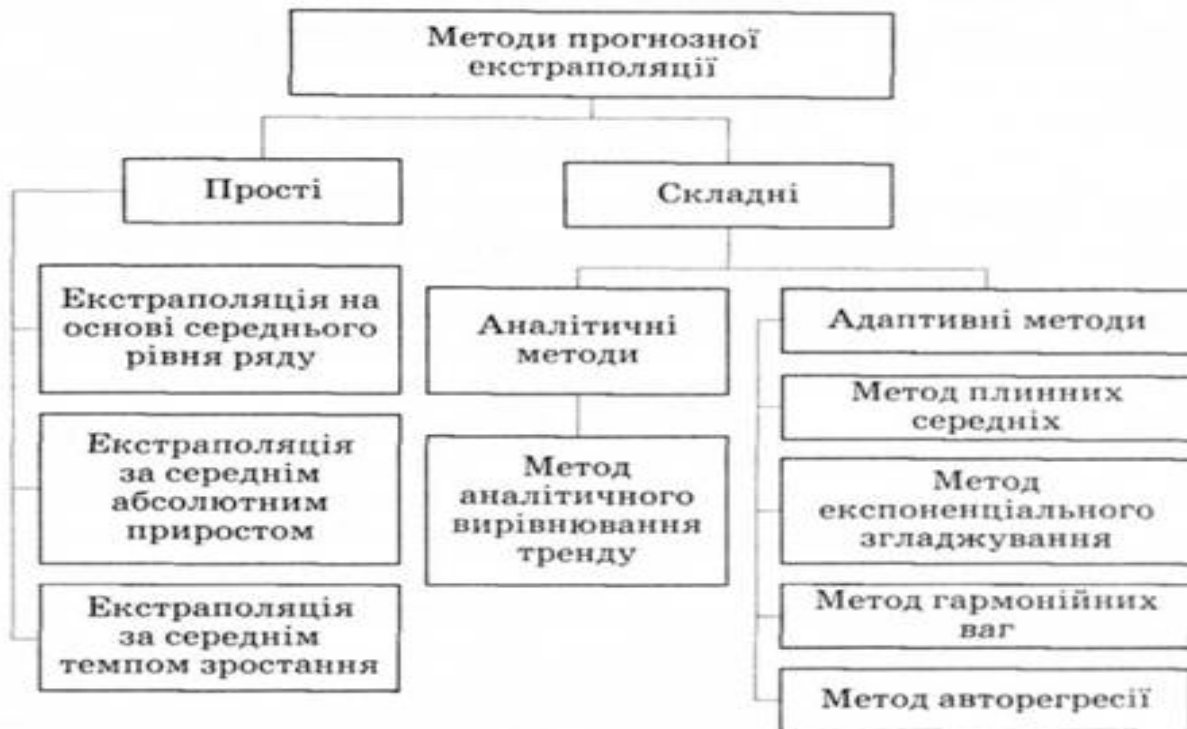 Методи прогнозної
екстраполяції
Прості
Складні
Екстраполяція на
основі середнього
рівня ряду
Екстраполяція
за середнім
абсолютним
приростом
Екстраполяція
за середнім
темпом зростання
Аналітичні
методи
Метод
аналітичного
вирівнювання
тренду
Адаптивні методи
Метод плинних
середніх
Метод
експоненціального
згладжування
Метод гармонійних
ваг
Метод авторегресії